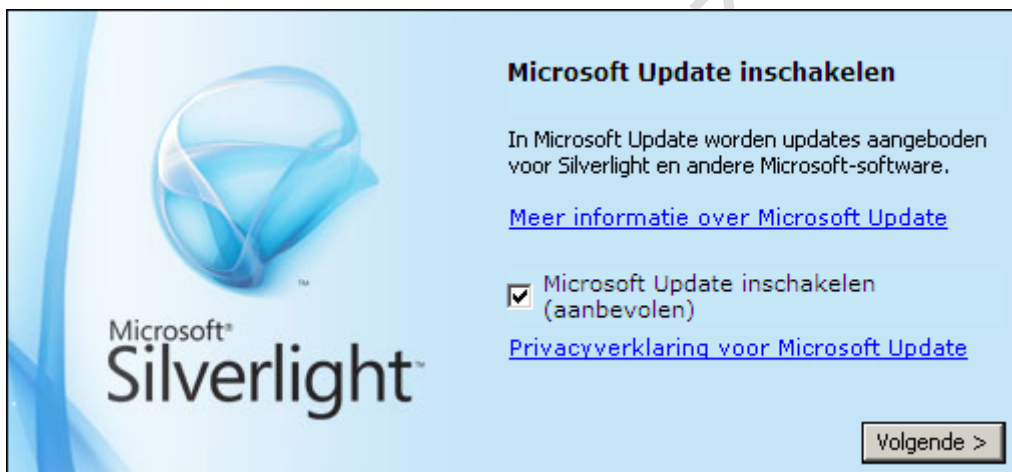 Microsoft Update inschakelen
In Microsoft Update worden updates aangeboden
voor Silverlight en andere Microsoft-software.
Meer informatie over Microsoft Update
Microsoft Update inschakelen
(aanbevolen)
Privacyverklaring voor Microsoft Update
Microsoft®
Silverlight™
Volgende >